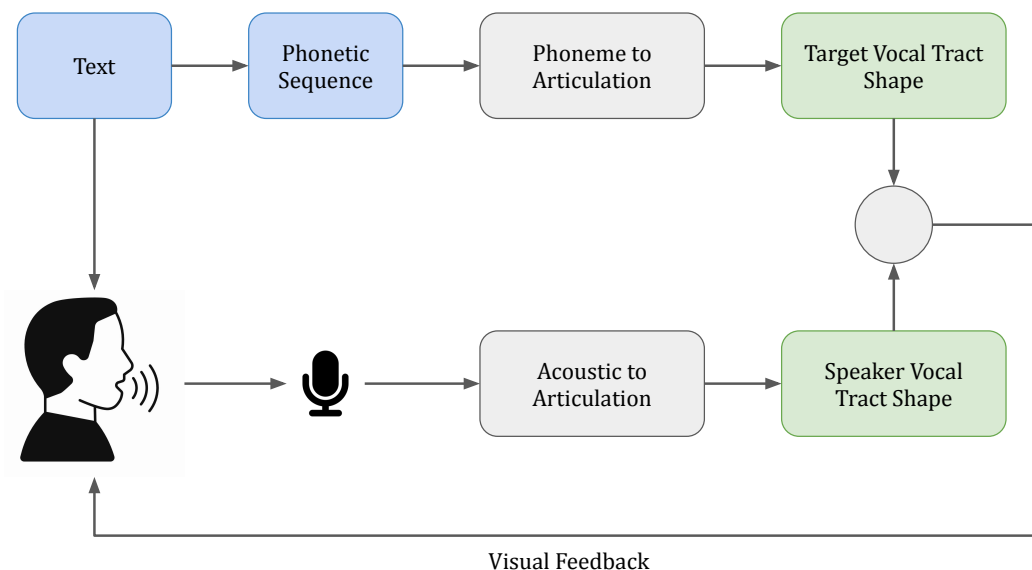 Text
Phonetic
Sequence
Phoneme to
Articulation
Target Vocal Tract
Shape
Acoustic to
Articulation
Speaker Vocal
Tract Shape
Visual Feedback